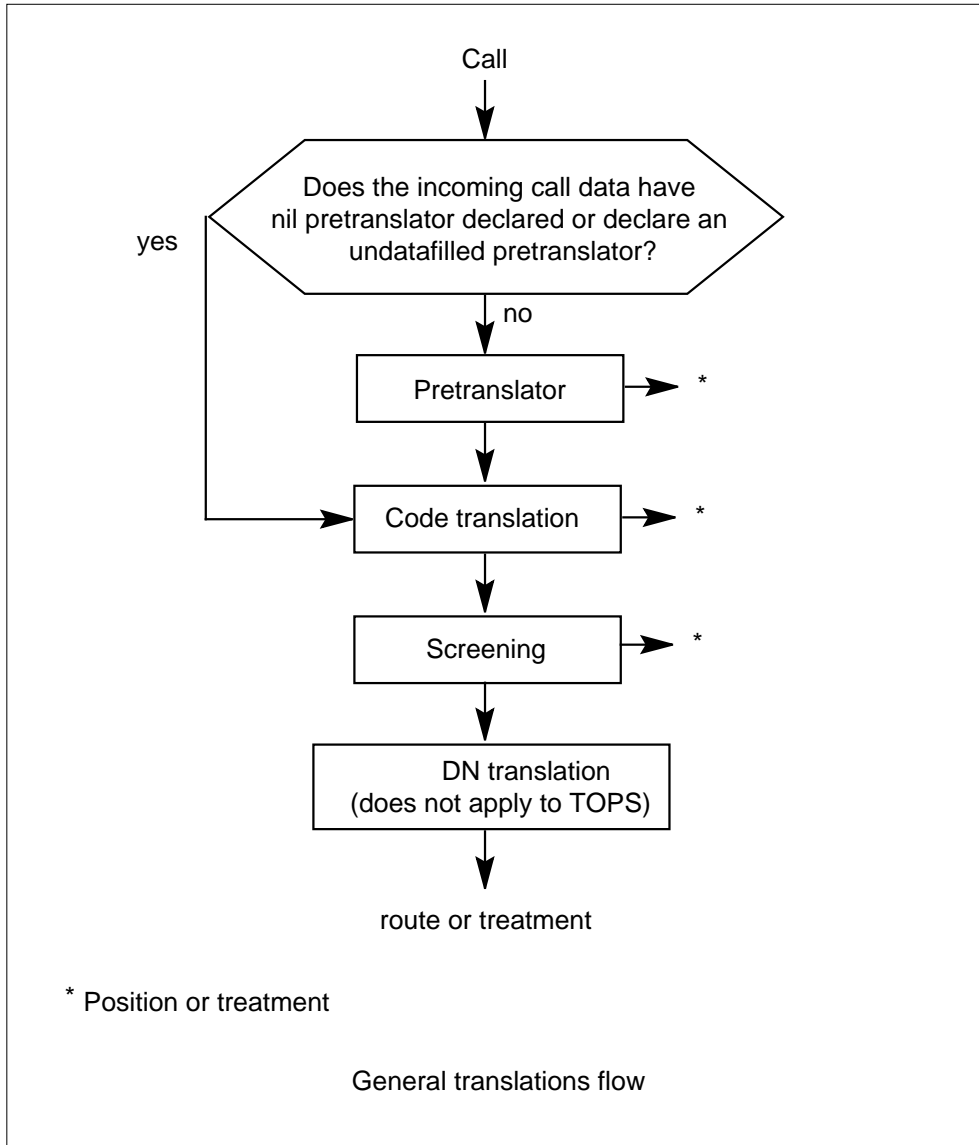 Call
Does the incoming call data have
nil pretranslator declared or declare an
undatafilled pretranslator?
yes
no
Pretranslator
*
Code translation
*
Screening
*
DN translation
(does not apply to TOPS)
route or treatment
* Position or treatment
General translations flow